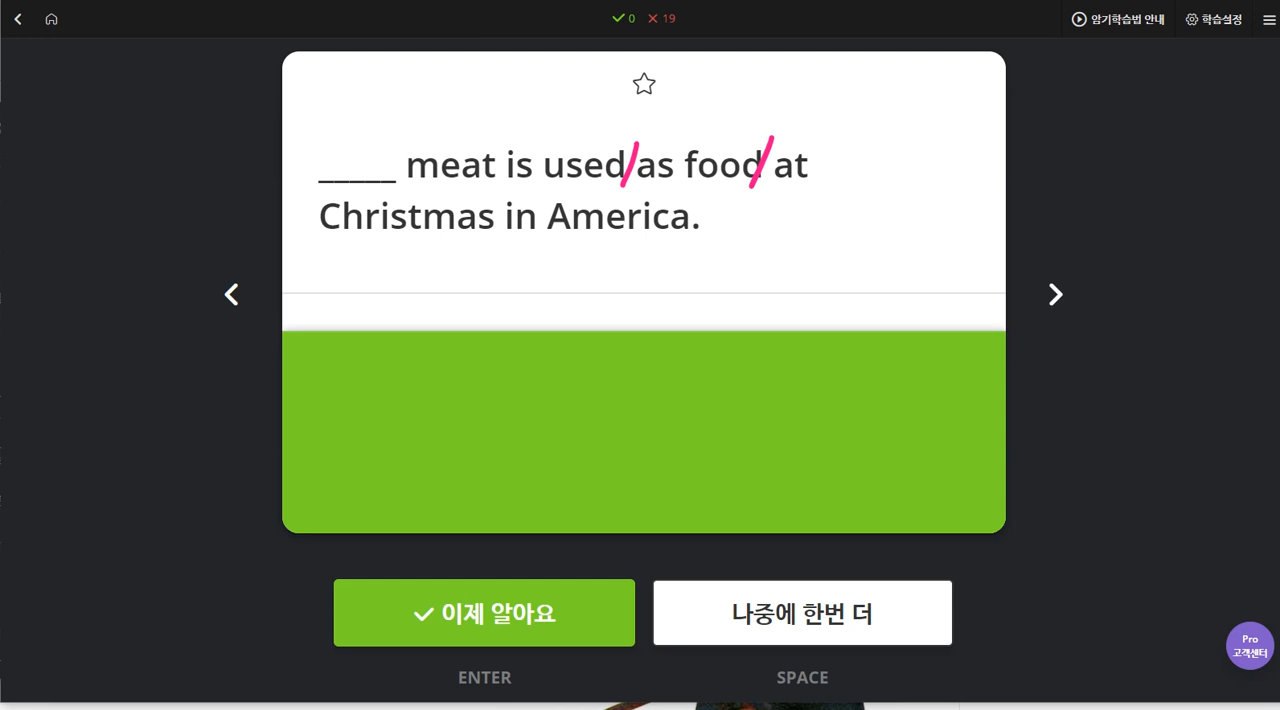 0 19 암기학습법 안내 학습설정
_____ meat is used as food at
Christmas in America.
이제 알아요 나중에 한번 더
Pro
고객센터
ENTER SPACE